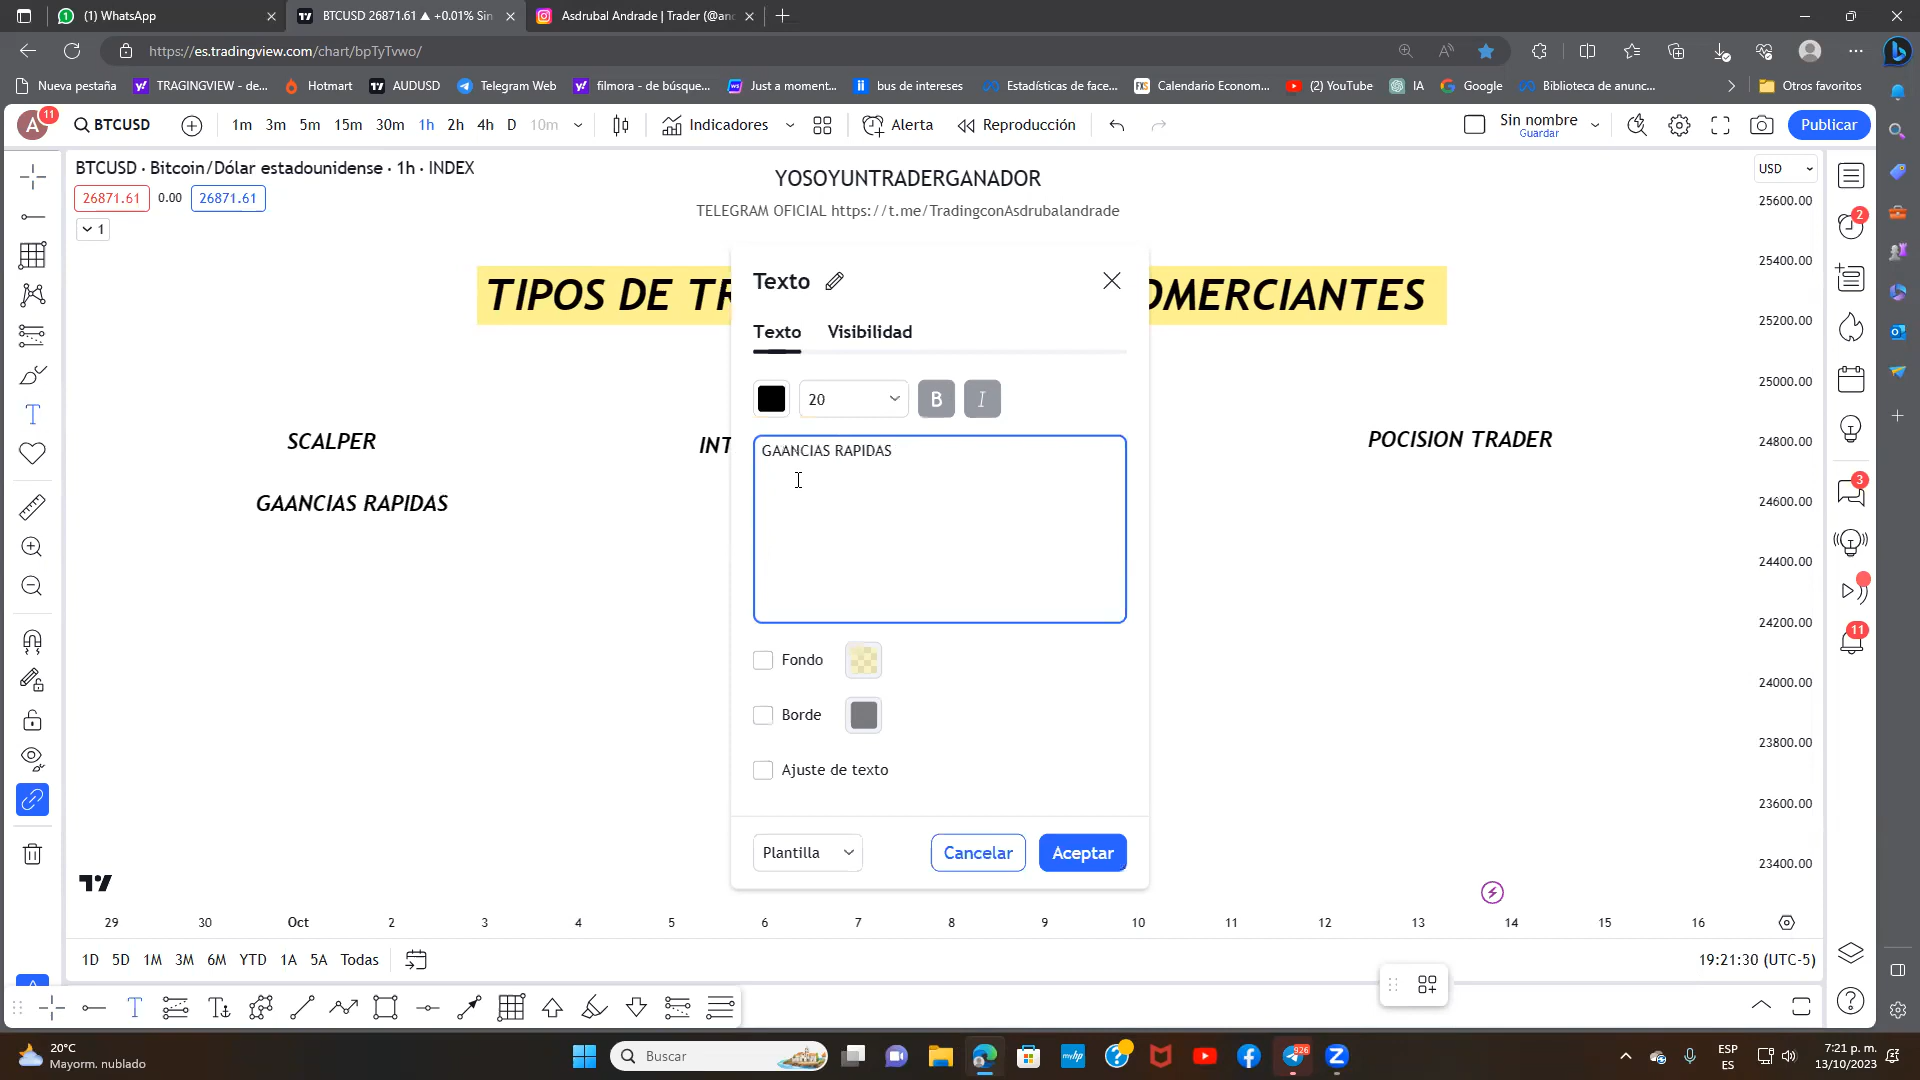 (1) WhatsApp
BTCUSD 26871.61 ▲ +0.01% Sin
Asdrubal Andrade | Trader (@and
https://es.tradingview.com/chart/bpTyTvwo/
Nueva pestaña
TRAGINGVIEW - de...
Hotmart
AUDUSD
Telegram Web
filmora - de búsque...
Just a moment...
bus de intereses
Estadísticas de face...
Calendario Econom...
(2) YouTube
IA
Google
Biblioteca de anunc...
Otros favoritos
A 11
BTCUSD
1m 3m 5m 15m 30m 1h 2h 4h D 10m
Indicadores
Alerta
Reproducción
Sin nombre
Guardar
Publicar
BTCUSD · Bitcoin/Dólar estadounidense · 1h · INDEX
26871.61 0.00 26871.61
1
YOSOYUNTRADERGANADOR
TELEGRAM OFICIAL https://t.me/TradingconAsdrubalandrade
USD
TIPOS DE TR
OMERCIANTES
SCALPER
INT
POCISION TRADER
GAANCIAS RAPIDAS
Texto
Texto Visibilidad
20 B I
GAANCIAS RAPIDAS
Fondo
Borde
Ajuste de texto
Plantilla Cancelar Aceptar
25600.00
25400.00
25200.00
25000.00
24800.00
24600.00
24400.00
24200.00
24000.00
23800.00
23600.00
23400.00
2
3
11
29 30 Oct 2 3 4 5 6 7 8 9 10 11 12 13 14 15 16
1D 5D 1M 3M 6M YTD 1A 5A Todas
19:21:30 (UTC-5)
20°C
Mayorm. nublado
Buscar
myhp
926
ESP
ES
7:21 p. m.
13/10/2023